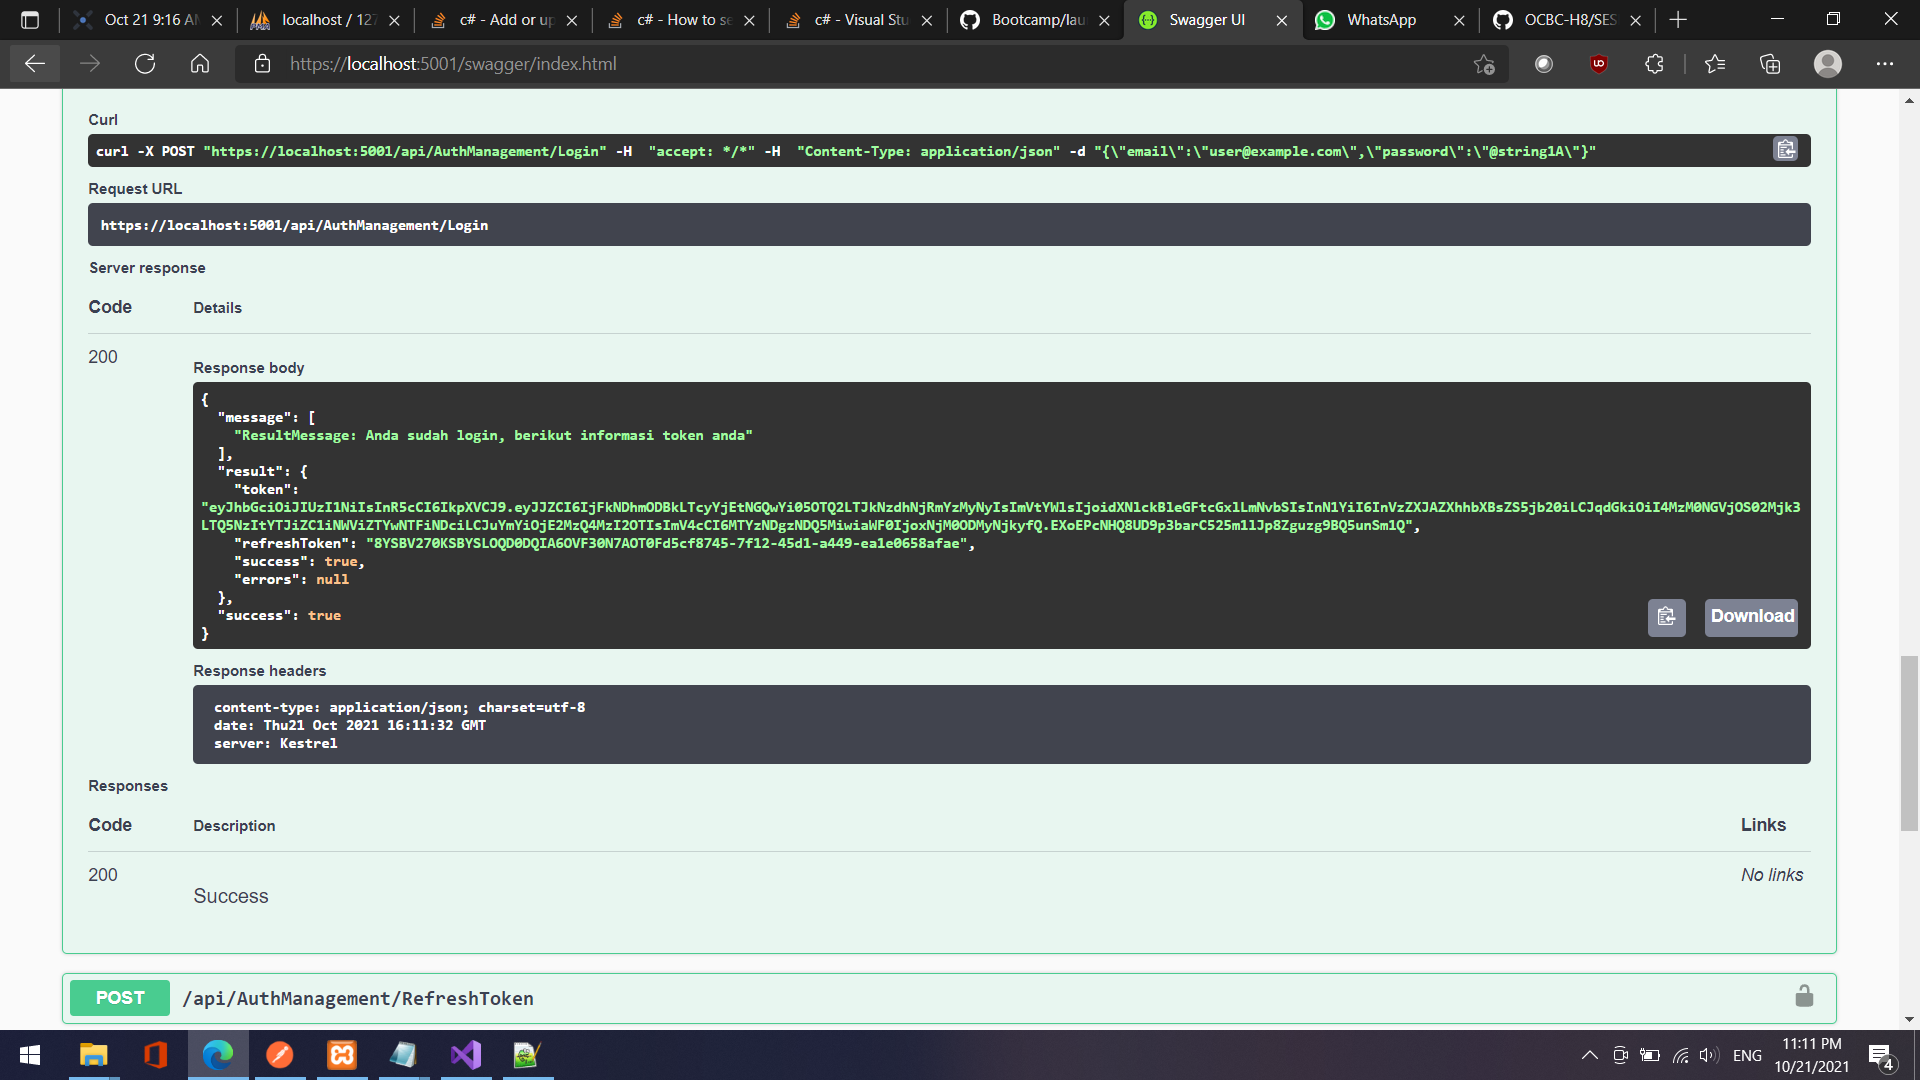 Oct 21 9:16 AM
localhost / 127
c# - Add or up
c# - How to se
c# - Visual Stu
Bootcamp/lau
Swagger UI
WhatsApp
OCBC-H8/SES
https://localhost:5001/swagger/index.html
Curl
curl -X POST "https://localhost:5001/api/AuthManagement/Login" -H  "accept: */*" -H  "Content-Type: application/json" -d "{\"email\":\"user@example.com\",\"password\":\"@string1A\"}"
Request URL
https://localhost:5001/api/AuthManagement/Login
Server response
Code Details
200
Response body
{
"message": [
"ResultMessage: Anda sudah login, berikut informasi token anda"
],
"result": {
"token":
"eyJhbGciOiJIUzI1NiIsInR5cCI6IkpXVCJ9.eyJJZCI6IjFkNDhmODBkLTcyYjEtNGQwYi05OTQ2LTJkNzdhNjRmYzMyNyIsImVtYWlsIjoidXNlckBleGFtcGxlLmNvbSIsInN1YiI6InVzZXJAZXhhbXBsZS5jb20iLCJqdGkiOiI4MzM0NGVjOS02Mjk3
LTQ5NzItYTJiZC1iNWViZTYwNTFiNDciLCJuYmYiOjE2MzQ4MzI2OTIsImV4cCI6MTYzNDgzNDQ5MiwiaWF0IjoxNjM0ODMyNjkyfQ.EXoEPcNHQ8UD9p3barC525m1lJp8Zguzg9BQ5unSm1Q",
"refreshToken": "8YSBV270KSBYSLOQD0DQIA6OVF30N7AOT0Fd5cf8745-7f12-45d1-a449-ea1e0658afae",
"success": true,
"errors": null
},
"success": true
}
Download
Response headers
content-type: application/json; charset=utf-8
date: Thu21 Oct 2021 16:11:32 GMT
server: Kestrel
Responses
Code Description Links
200 No links
Success
POST /api/AuthManagement/RefreshToken
ENG
11:11 PM
10/21/2021
4